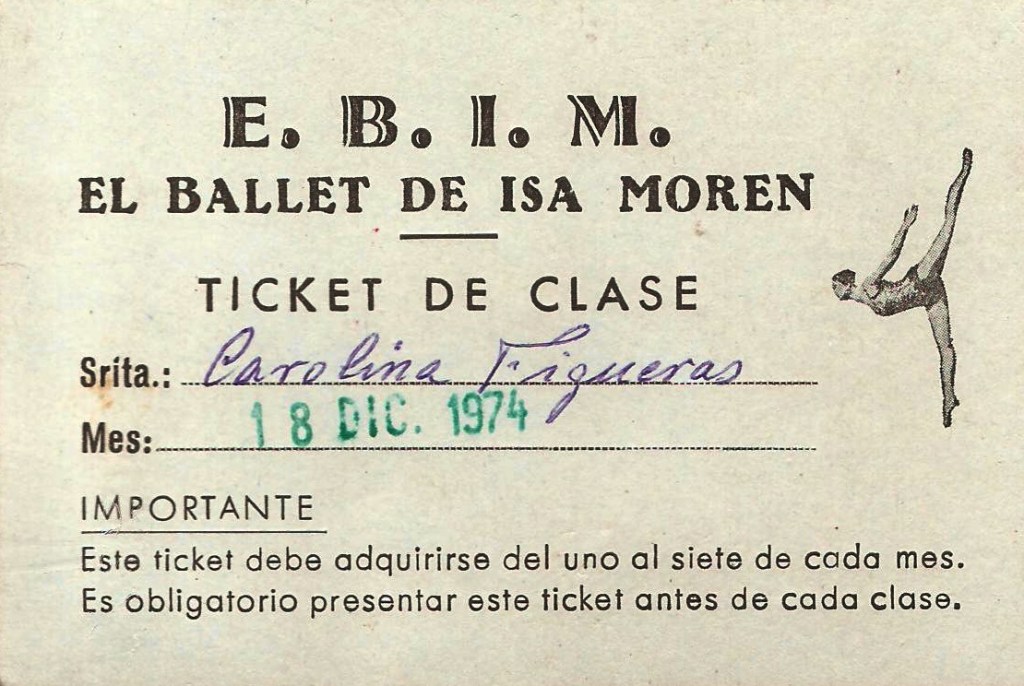 E. B. I. M.
EL BALLET DE ISA MOREN
TICKET DE CLASE
Srita.: Carolina Figueras
Mes: 18 DIC. 1974
IMPORTANTE
Este ticket debe adquirirse del uno al siete de cada mes.
Es obligatorio presentar este ticket antes de cada clase.